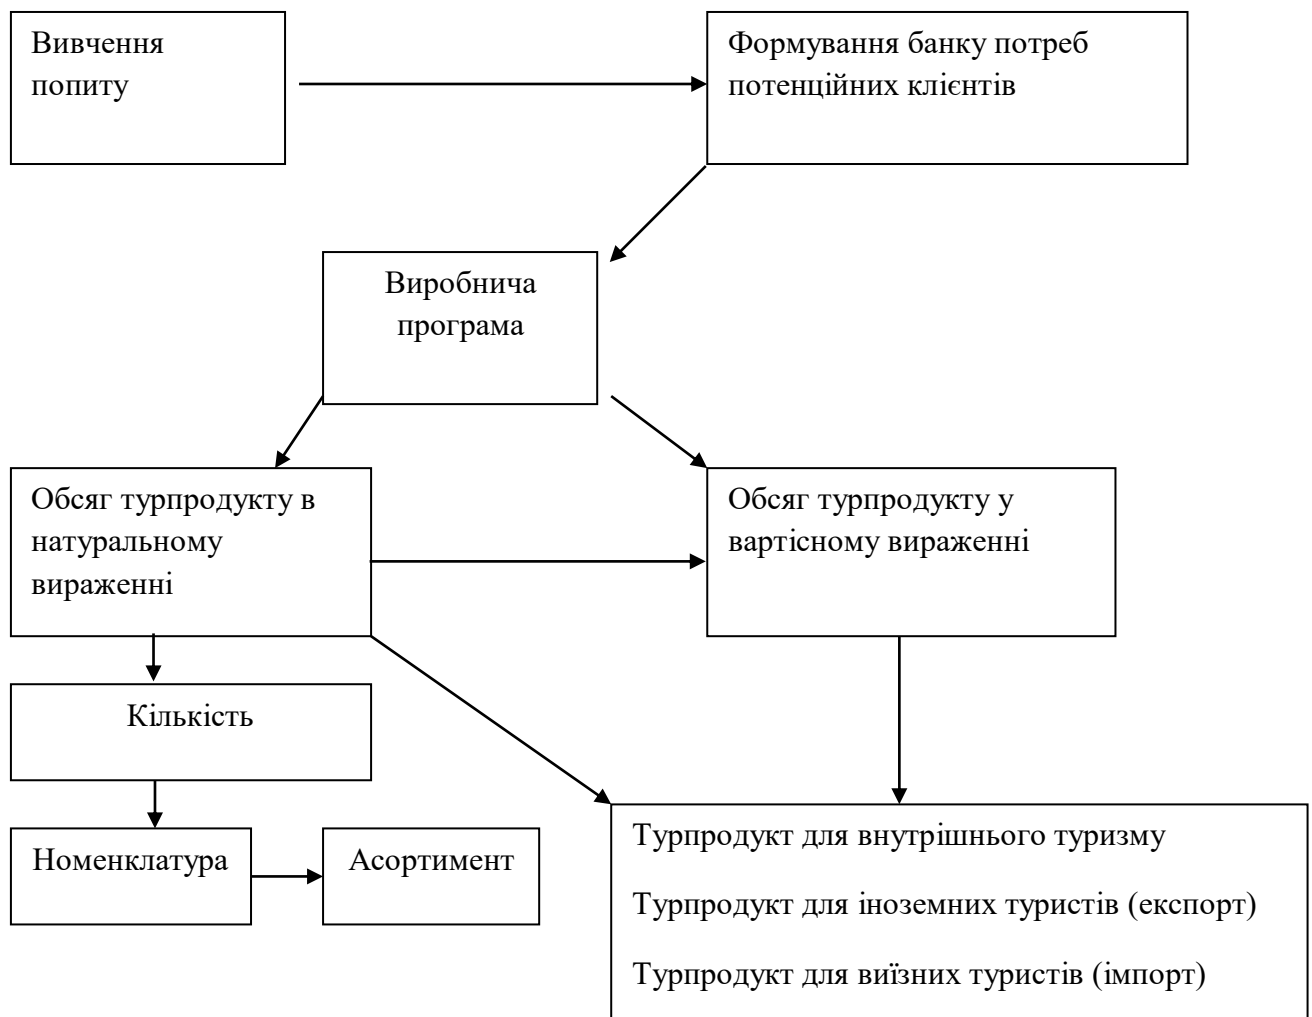 Вивчення
попиту
Формування банку потреб
потенційних клієнтів
Виробнича
програма
Обсяг турпродукту в
натуральному
вираженні
Обсяг турпродукту у
вартісному вираженні
Кількість
Номенклатура
Асортимент
Турпродукт для внутрішнього туризму
Турпродукт для іноземних туристів (експорт)
Турпродукт для виїзних туристів (імпорт)